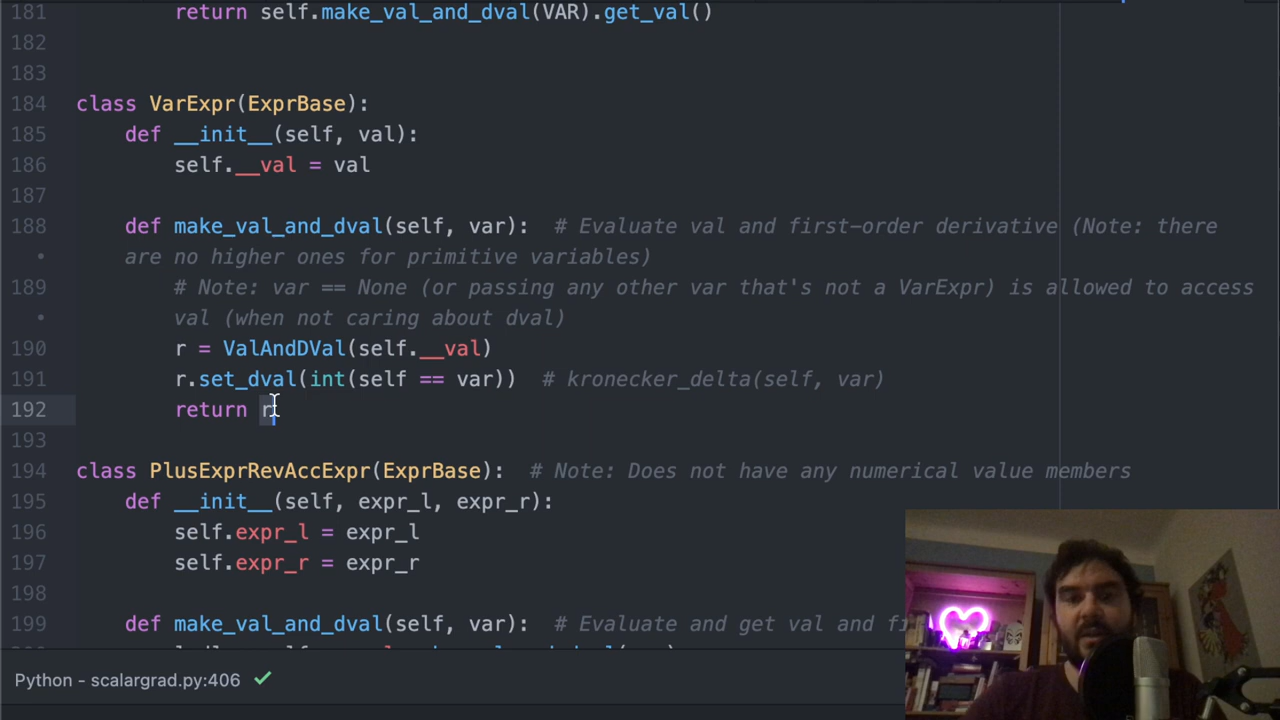 181 return self.make_val_and_dval(VAR).get_val()
182
183
184 class VarExpr(ExprBase):
185 def __init__(self, val):
186 self.__val = val
187
188 def make_val_and_dval(self, var):  # Evaluate val and first-order derivative (Note: there
• are no higher ones for primitive variables)
189 # Note: var == None (or passing any other var that's not a VarExpr) is allowed to access
• val (when not caring about dval)
190 r = ValAndDVal(self.__val)
191 r.set_dval(int(self == var))  # kronecker_delta(self, var)
192 return r
193
194 class PlusExprRevAccExpr(ExprBase):  # Note: Does not have any numerical value members
195 def __init__(self, expr_l, expr_r):
196 self.expr_l = expr_l
197 self.expr_r = expr_r
198
199 def make_val_and_dval(self, var):  # Evaluate and get val and
Python - scalargrad.py:406 ✓